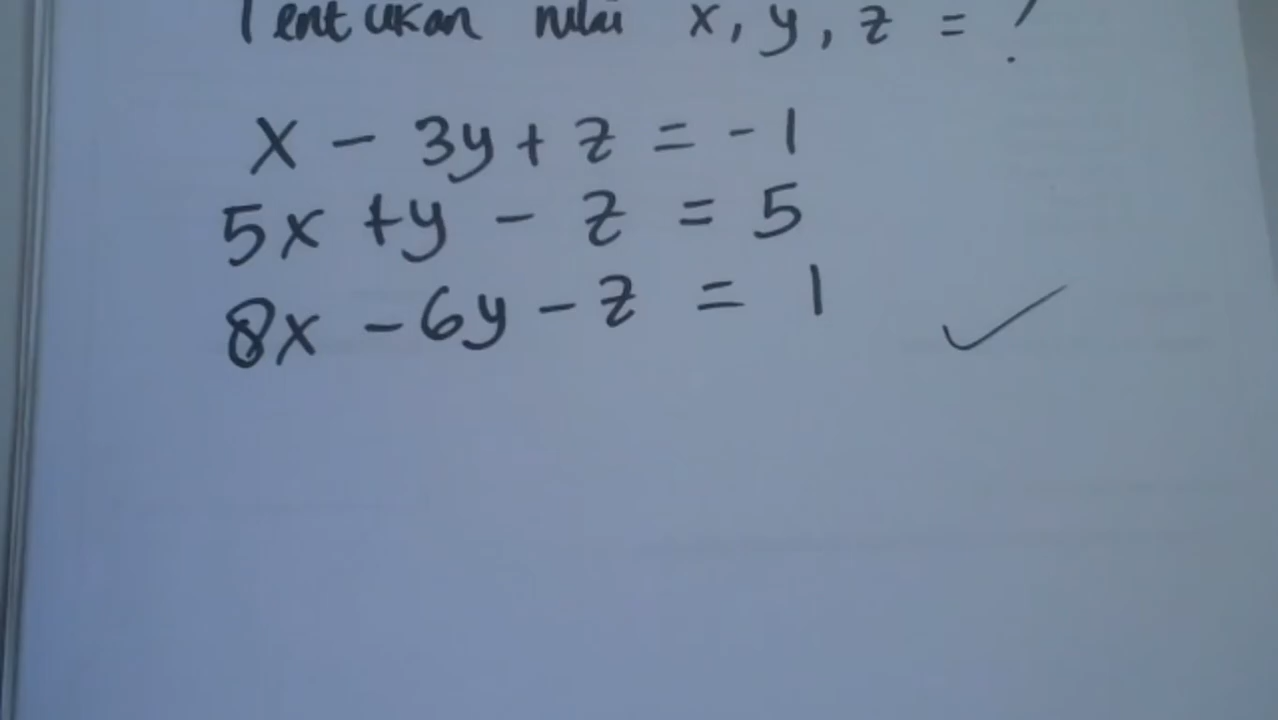 Tentukan nilai x, y, z = ?
x - 3y + z = -1
5x + y - z = 5
8x - 6y - z = 1